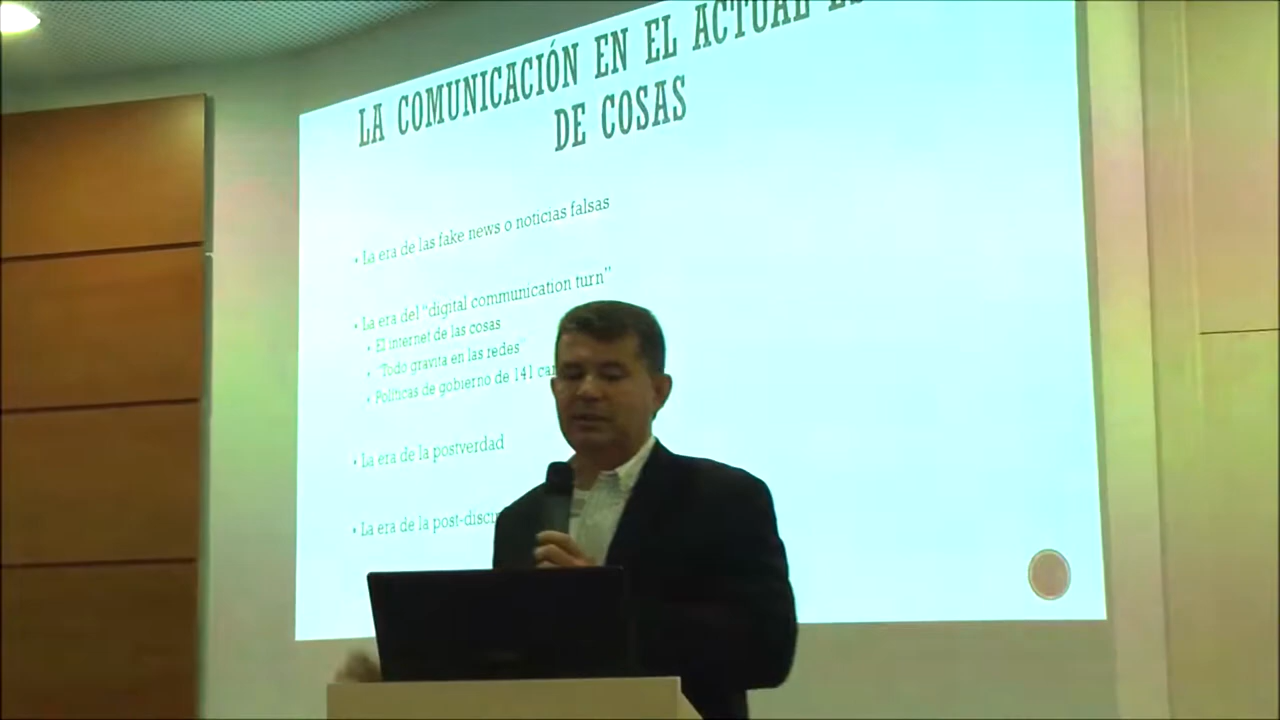 LA COMUNICACIÓN EN EL ACTUAL
DE COSAS
• La era de las fake news o noticias falsas
• La era del "digital communication turn"
• El internet de las cosas
• "Todo gravita en las redes"
• Políticas de gobierno de 141
• La era de la postverdad
• La era de la